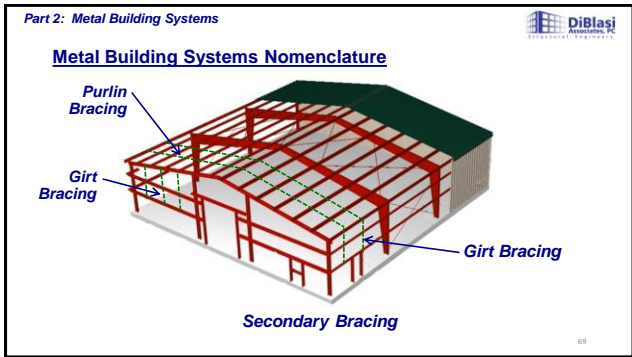 Part 2: Metal Building Systems
DiBlasi
Associates, PC
Structural Engineers
Metal Building Systems Nomenclature
Purlin
Bracing
Girt
Bracing
Girt Bracing
Secondary Bracing
69